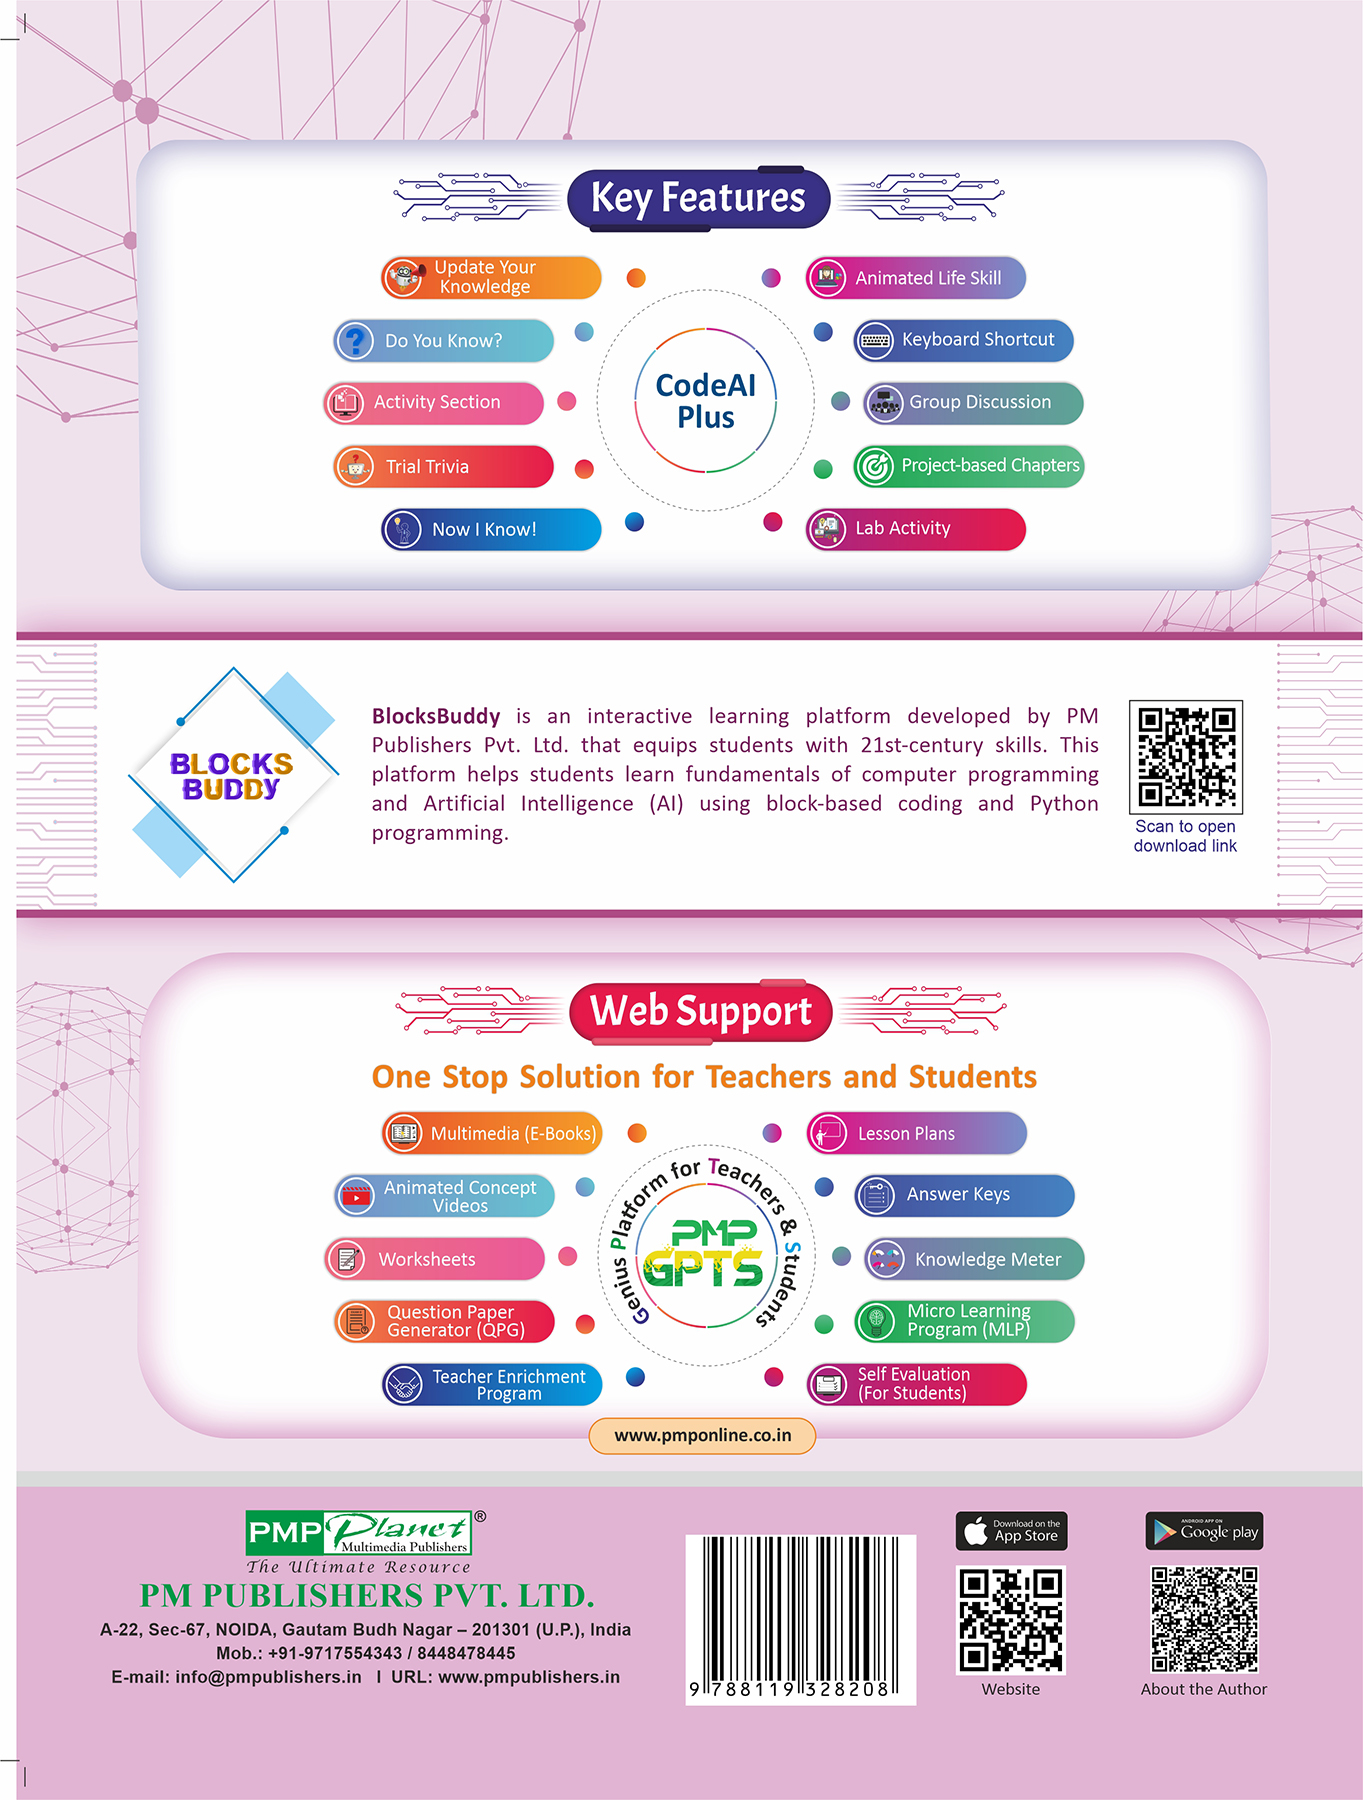 Key Features
Update Your
Knowledge
Do You Know?
Activity Section
Trial Trivia
Now I Know!
CodeAI
Plus
Animated Life Skill
Keyboard Shortcut
Group Discussion
Project-based Chapters
Lab Activity
BLOCKS
BUDDY
BlocksBuddy is an interactive learning platform developed by PM
Publishers Pvt. Ltd. that equips students with 21st-century skills. This
platform helps students learn fundamentals of computer programming
and Artificial Intelligence (AI) using block-based coding and Python
programming.
Scan to open
download link
Web Support
One Stop Solution for Teachers and Students
Multimedia (E-Books)
Animated Concept
Videos
Worksheets
Question Paper
Generator (QPG)
Teacher Enrichment
Program
Genius Platform for Teachers & Students
PMP
GPTS
Lesson Plans
Answer Keys
Knowledge Meter
Micro Learning
Program (MLP)
Self Evaluation
(For Students)
www.pmponline.co.in
PMP Planet ®
Multimedia Publishers
The Ultimate Resource
PM PUBLISHERS PVT. LTD.
A-22, Sec-67, NOIDA, Gautam Budh Nagar – 201301 (U.P.), India
Mob.: +91-9717554343 / 8448478445
E-mail: info@pmpublishers.in I URL: www.pmpublishers.in
9 788119 328208
Download on the
App Store
Website
ANDROID APP ON
Google play
About the Author